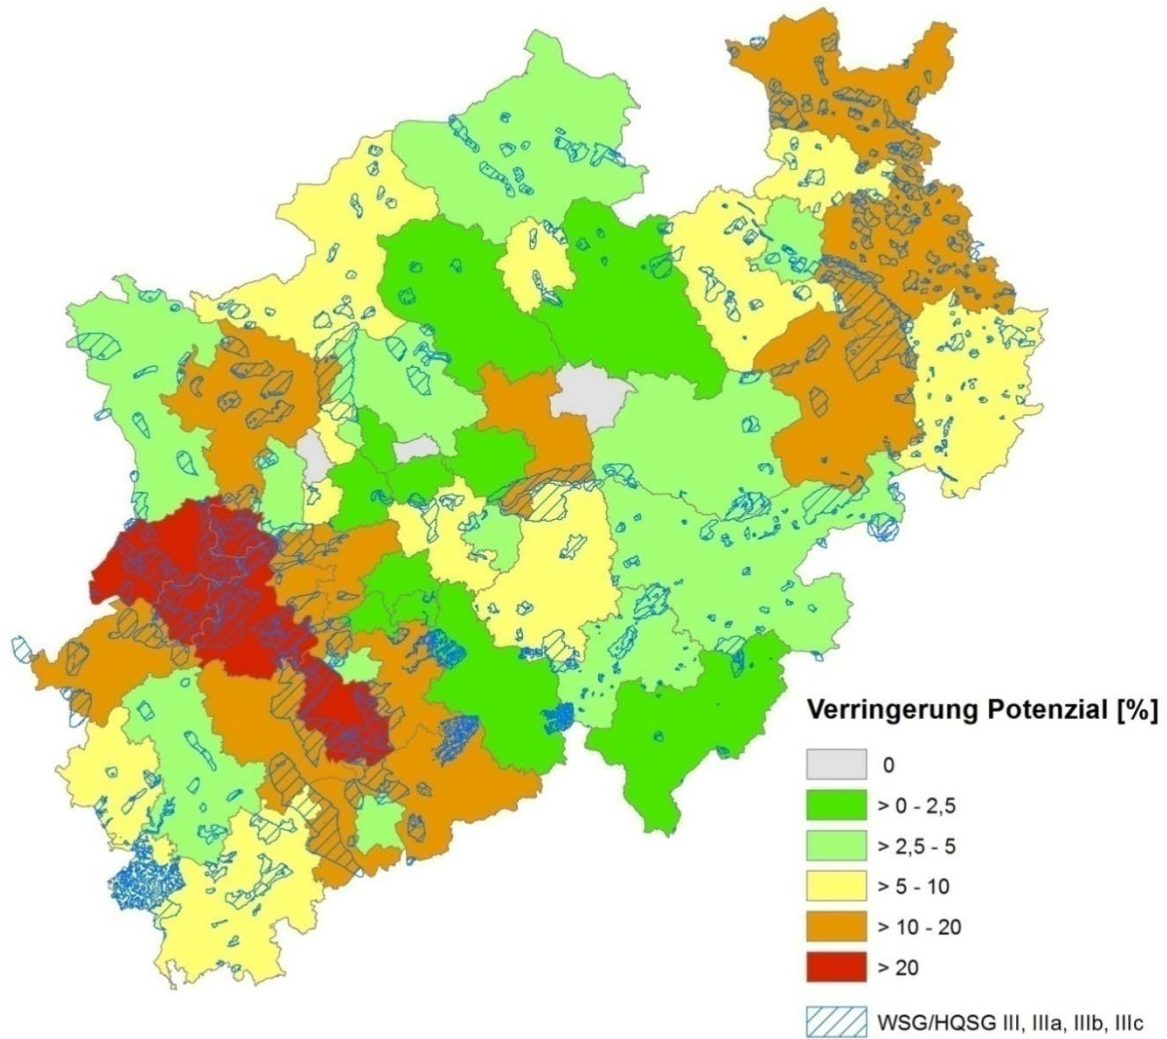 Verringerung Potenzial [%]
0
> 0 - 2,5
> 2,5 - 5
> 5 - 10
> 10 - 20
> 20
WSG/HQSG III, IIIa, IIIb, IIIc